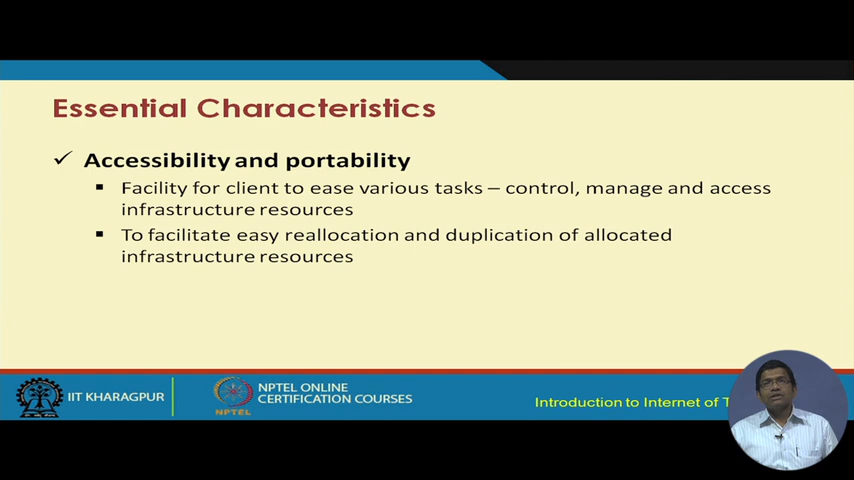 Essential Characteristics
✓ Accessibility and portability
▪ Facility for client to ease various tasks – control, manage and access
infrastructure resources
▪ To facilitate easy reallocation and duplication of allocated
infrastructure resources
IIT KHARAGPUR
NPTEL
NPTEL ONLINE
CERTIFICATION COURSES
Introduction to Internet of T